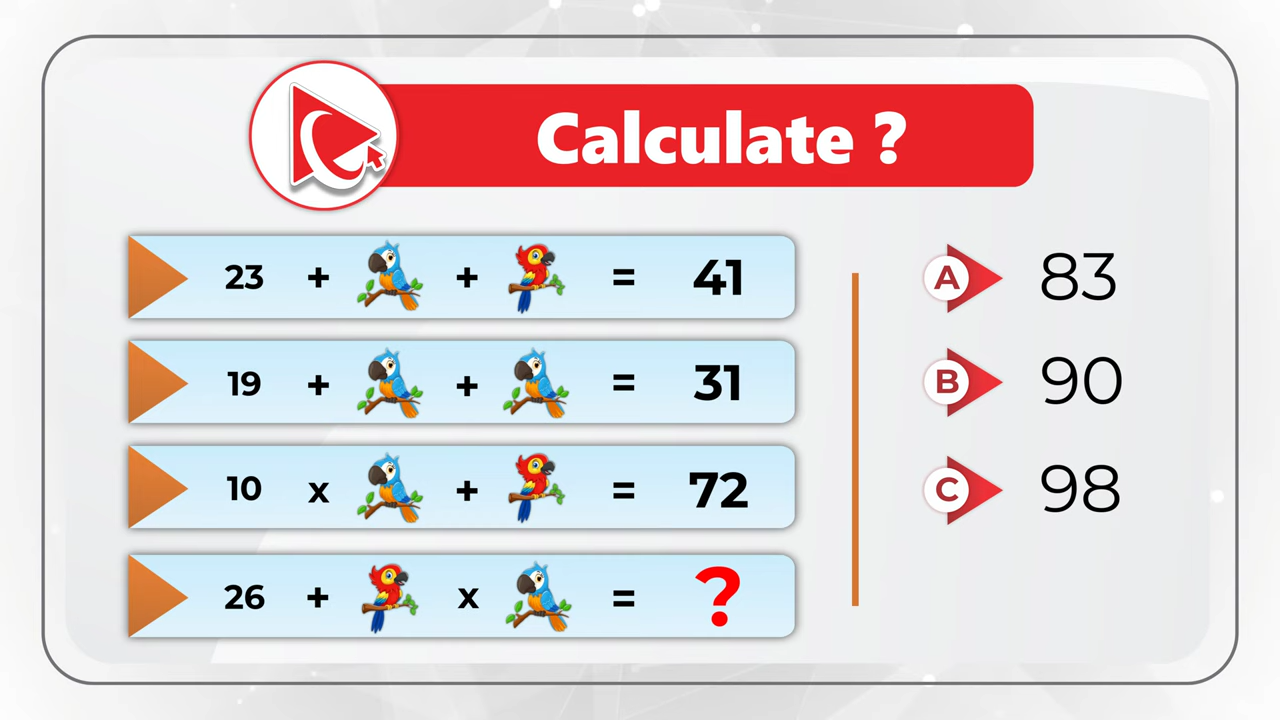 Calculate ?
23 + + = 41
19 + + = 31
10 x + = 72
26 + x = ?
A 83
B 90
C 98